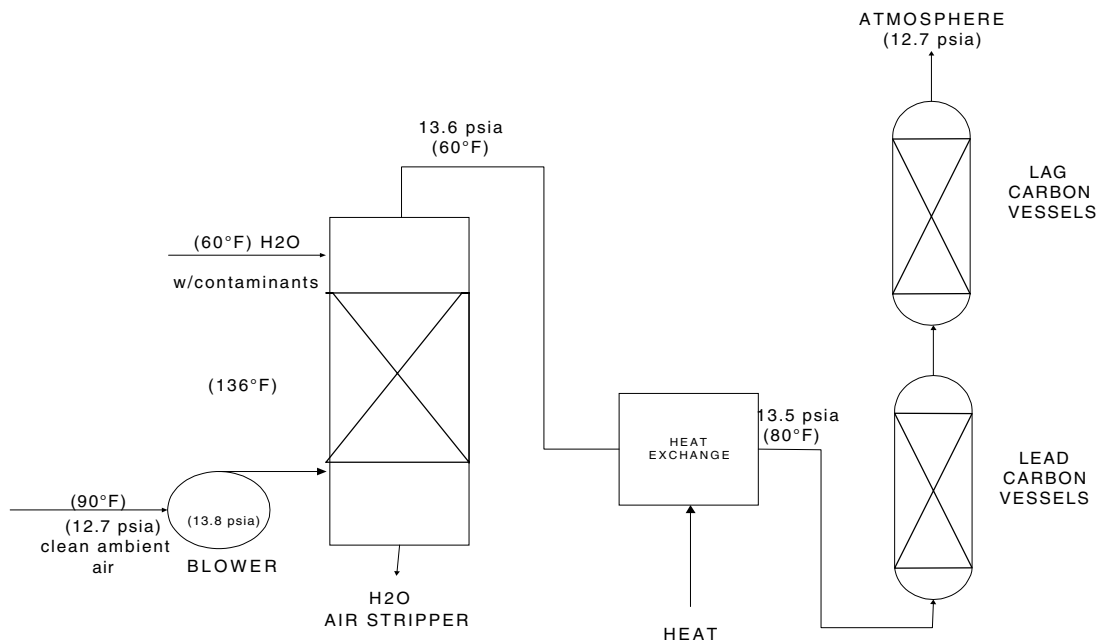 ATMOSPHERE
(12.7 psia)
13.6 psia
(60°F)
LAG
CARBON
VESSELS
(60°F) H2O
w/contaminants
(136°F)
HEAT
EXCHANGE
13.5 psia
(80°F)
LEAD
CARBON
VESSELS
(90°F)
(12.7 psia)
clean ambient
air
(13.8 psia)
BLOWER
H2O
AIR STRIPPER
HEAT